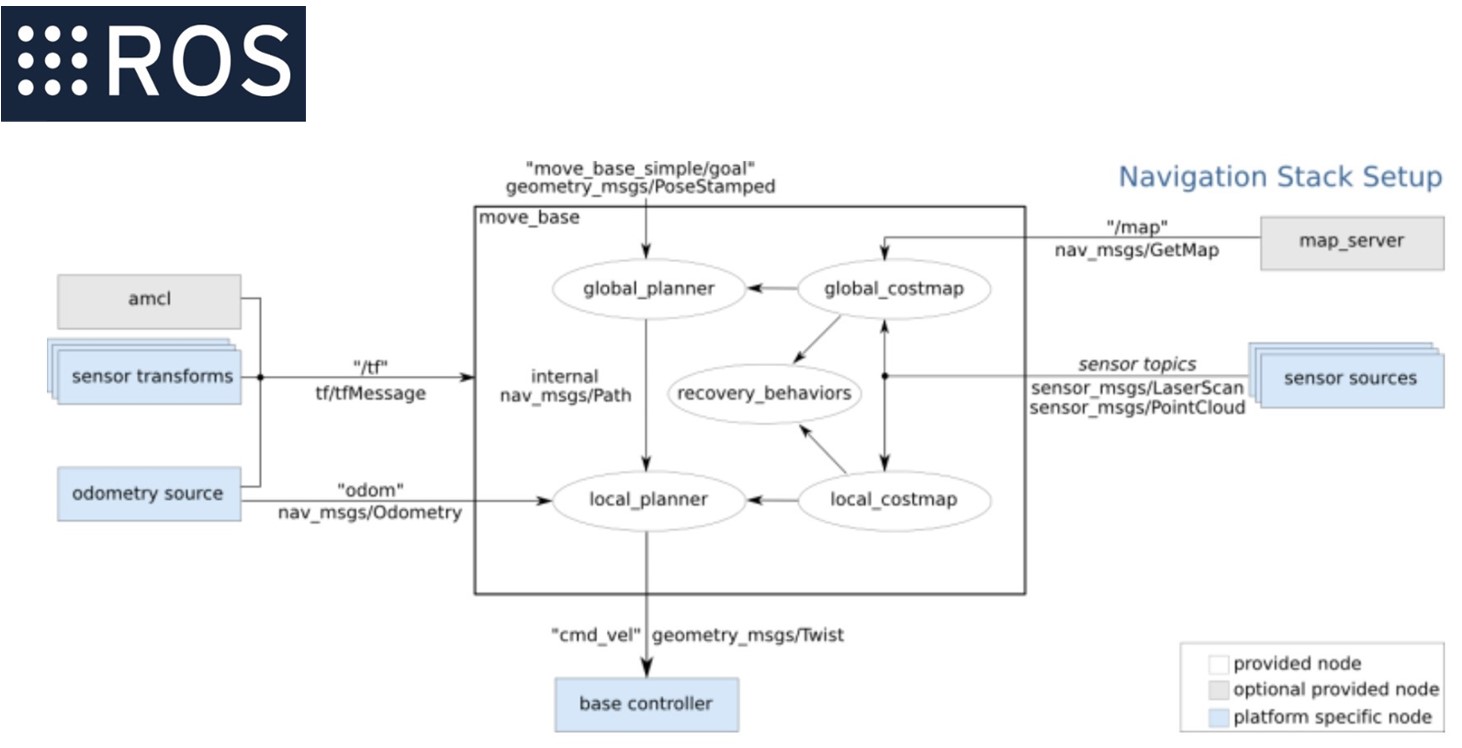 ROS
"move_base_simple/goal"
geometry_msgs/PoseStamped
Navigation Stack Setup
move_base
"/map"
nav_msgs/GetMap
map_server
amcl
global_planner
global_costmap
sensor transforms
"/tf"
tf/tfMessage
internal
nav_msgs/Path
recovery_behaviors
sensor topics
sensor_msgs/LaserScan
sensor_msgs/PointCloud
sensor sources
odometry source
"odom"
nav_msgs/Odometry
local_planner
local_costmap
"cmd_vel" geometry_msgs/Twist
base controller
provided node
optional provided node
platform specific node